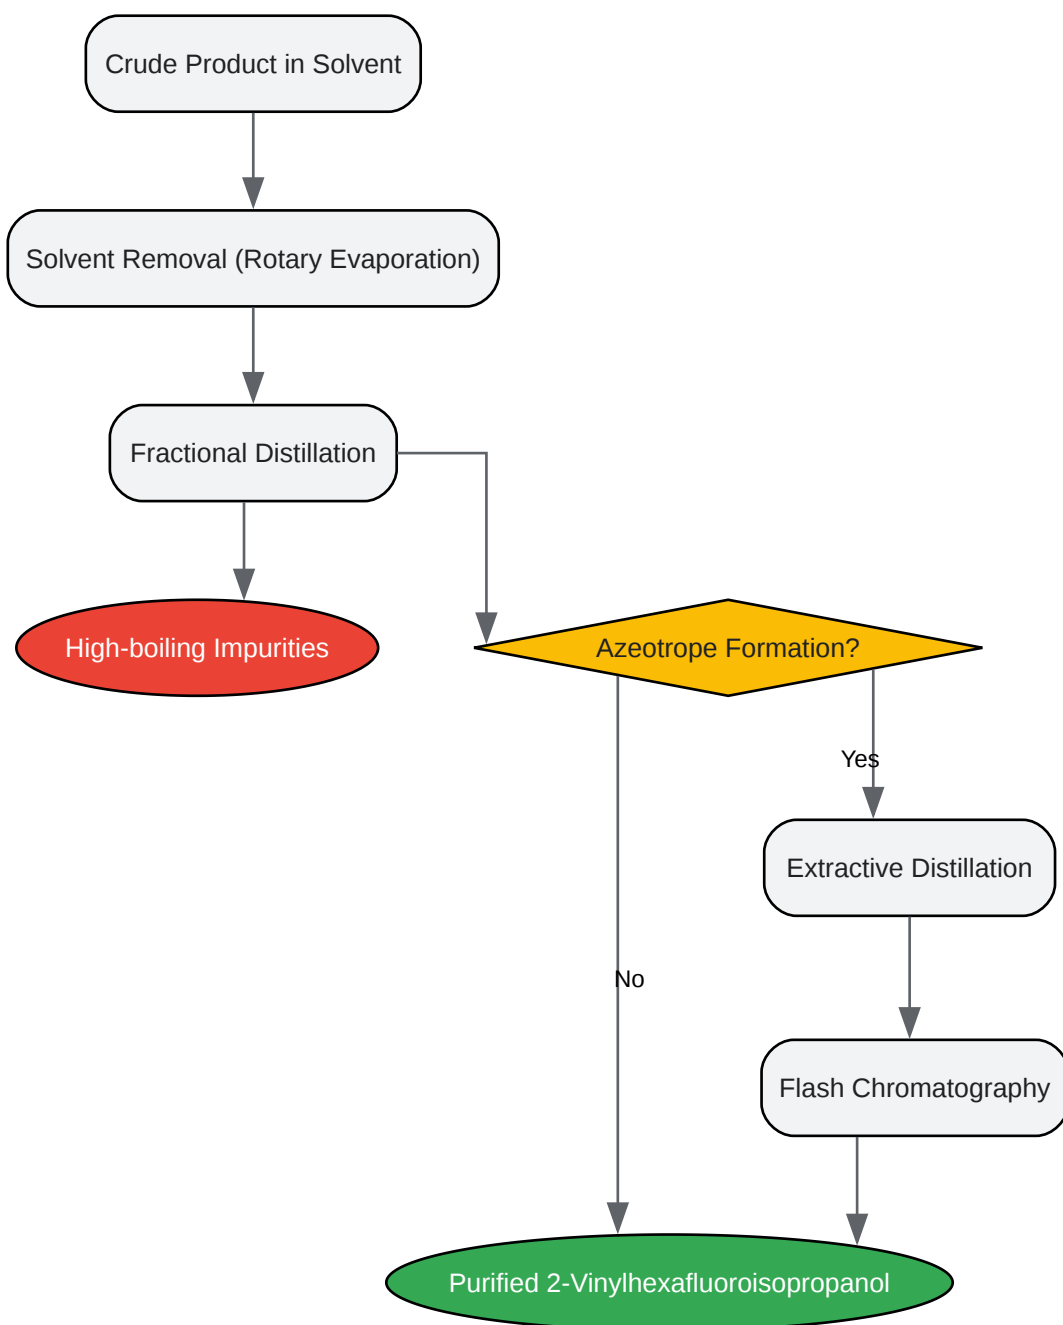 Crude Product in Solvent
Solvent Removal (Rotary Evaporation)
Fractional Distillation
High-boiling Impurities
Azeotrope Formation?
Yes
Extractive Distillation
No
Flash Chromatography
Purified 2-Vinylhexafluoroisopropanol